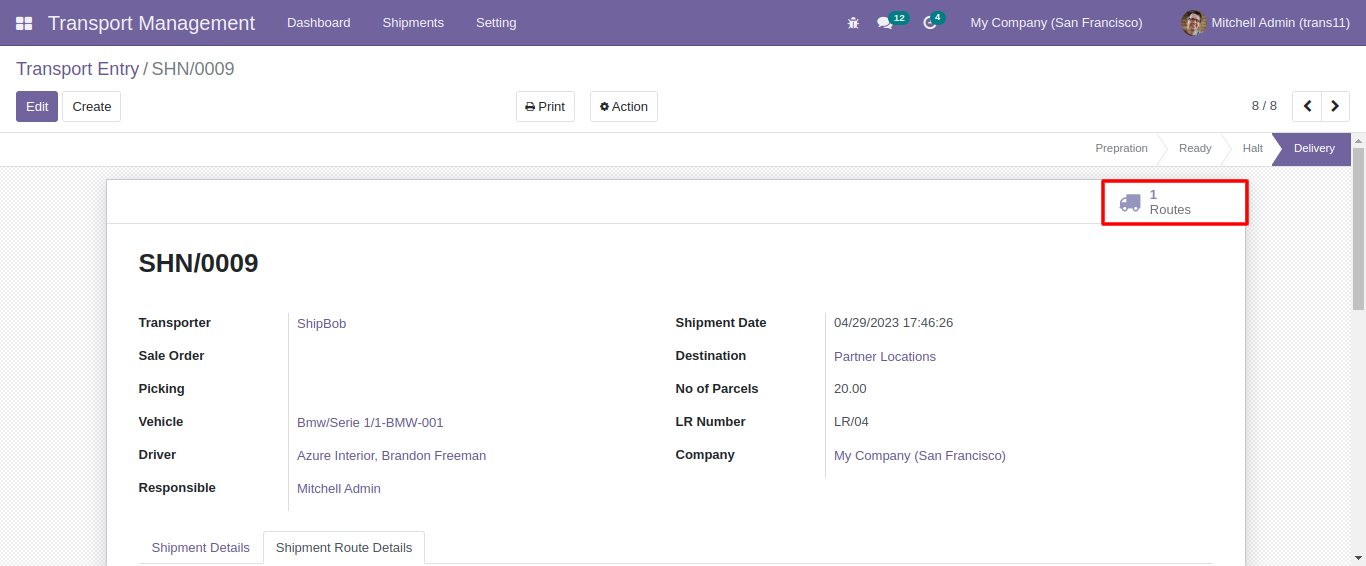 Transport Management Dashboard Shipments Setting 12 4 My Company (San Francisco) Mitchell Admin (trans11)
Transport Entry / SHN/0009
Edit Create Print Action 8 / 8
Prepration Ready Halt Delivery
1
Routes
SHN/0009
Transporter ShipBob Shipment Date 04/29/2023 17:46:26
Sale Order Destination Partner Locations
Picking No of Parcels 20.00
Vehicle Bmw/Serie 1/1-BMW-001 LR Number LR/04
Driver Azure Interior, Brandon Freeman Company My Company (San Francisco)
Responsible Mitchell Admin
Shipment Details Shipment Route Details